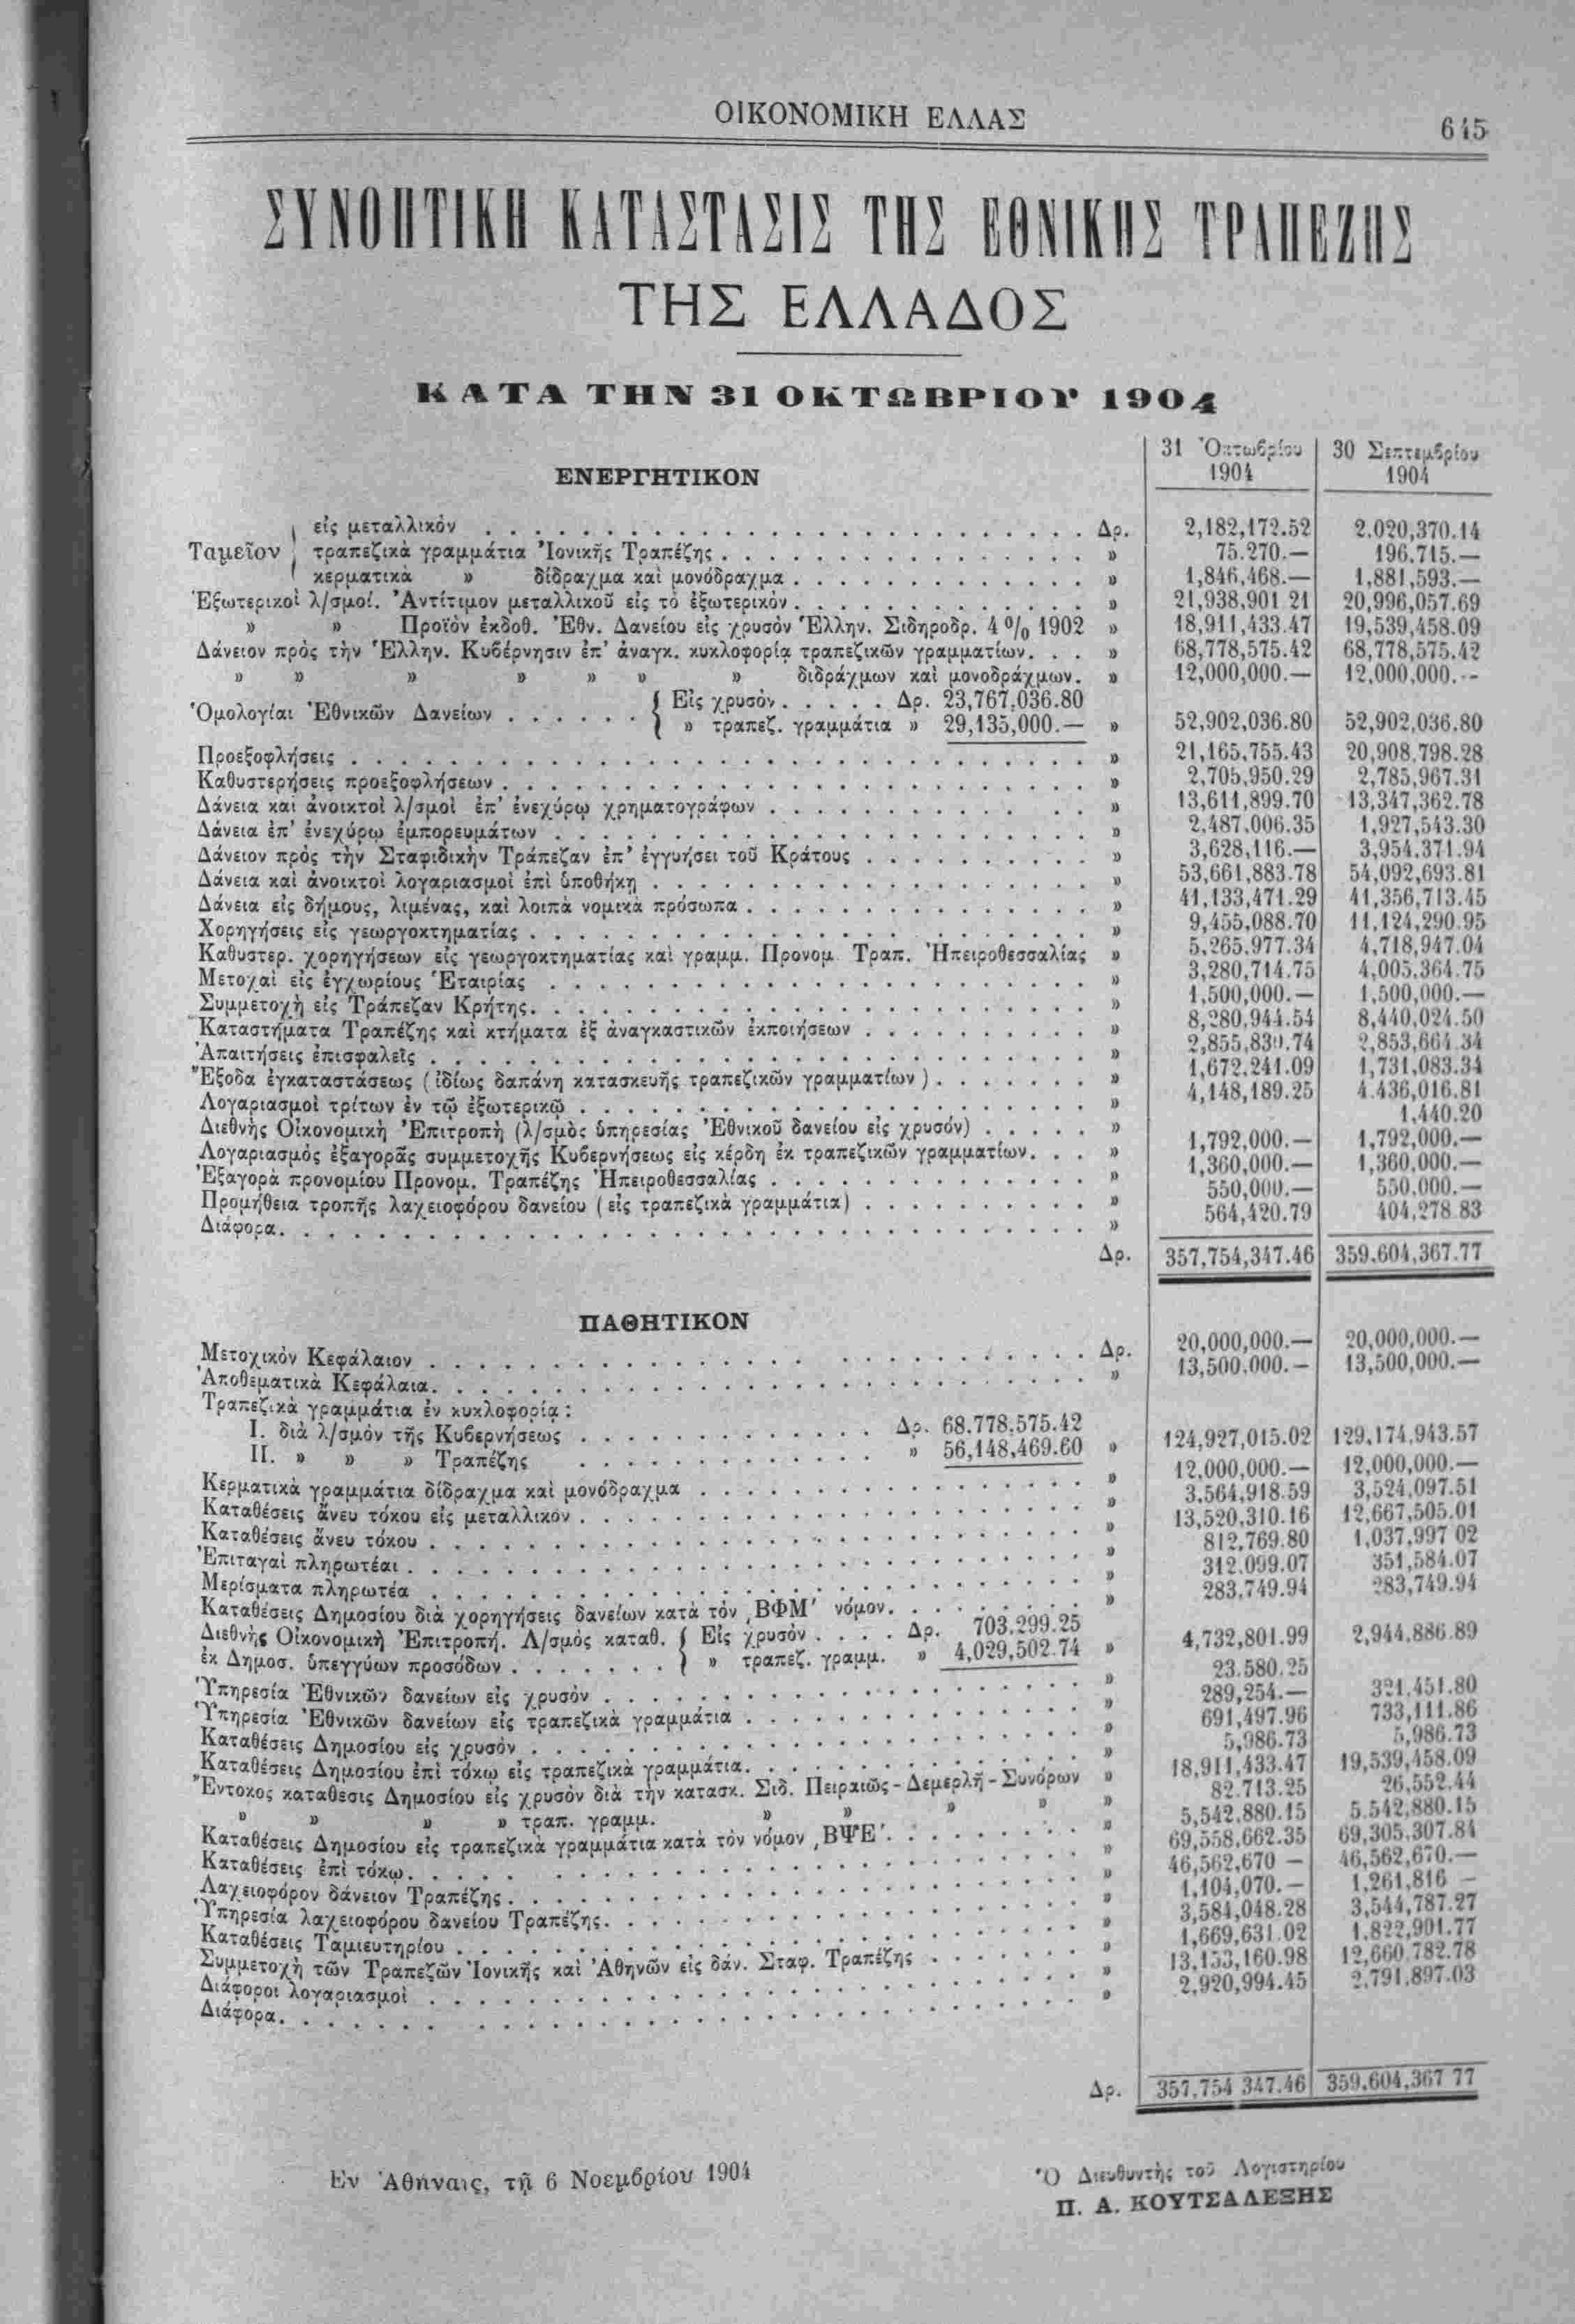 ΟΙΚΟΝΟΜΙΚΗ ΕΛΛΑΣ 645
ΣΥΝΟΠΤΙΚΗ ΚΑΤΑΣΤΑΣΙΣ ΤΗΣ ΕΘΝΙΚΗΣ ΤΡΑΠΕΖΗΣ
ΤΗΣ ΕΛΛΑΔΟΣ
ΚΑΤΑ ΤΗΝ 31 ΟΚΤΩΒΡΙΟΥ 1904
31 Ὀκτωβρίου 1904 30 Σεπτεμβρίου 1904
ΕΝΕΡΓΗΤΙΚΟΝ
Ταμεῖον εἰς μεταλλικόν Δρ. 2,182,172.52 2.020,370.14
τραπεζικὰ γραμμάτια Ἰονικῆς Τραπέζης » 75.270.— 196.715.—
κερματικὰ » δίδραχμα καὶ μονόδραχμα » 1,846,468.— 1,881,593.—
Ἐξωτερικοὶ λ/σμοί. Ἀντίτιμον μεταλλικοῦ εἰς τὸ ἐξωτερικόν » 21,938,901 21 20,996,057.69
» » Προϊὸν ἐκδοθ. Ἐθν. Δανείου εἰς χρυσὸν Ἑλλην. Σιδηροδρ. 4 % 1902 » 18,911,433.47 19,539,458.09
Δάνειον πρὸς τὴν Ἑλλην. Κυβέρνησιν ἐπ' ἀναγκ. κυκλοφορίᾳ τραπεζικῶν γραμματίων. » 68,778,575.42 68,778,575.42
» » » » » » » διδράχμων καὶ μονοδράχμων. » 12,000,000.— 12,000,000.--
Ὁμολογίαι Ἐθνικῶν Δανείων { Εἰς χρυσόν Δρ. 23,767,036.80
» τραπεζ. γραμμάτια » 29,135,000.— » 52,902,036.80 52,902,036.80
Προεξοφλήσεις » 21,165,755.43 20,908,798.28
Καθυστερήσεις προεξοφλήσεων » 2,705,950.29 2,785,967.31
Δάνεια καὶ ἀνοικτοὶ λ/σμοὶ ἐπ' ἐνεχύρῳ χρηματογράφων » 13,611,899.70 13,347,362.78
Δάνεια ἐπ' ἐνεχύρῳ ἐμπορευμάτων » 2,487,006.35 1,927,543.30
Δάνειον πρὸς τὴν Σταφιδικὴν Τράπεζαν ἐπ' ἐγγυήσει τοῦ Κράτους » 3,628,116.— 3,954,371.94
Δάνεια καὶ ἀνοικτοὶ λογαριασμοὶ ἐπὶ ὑποθήκῃ » 53,661,883.78 54,092,693.81
Δάνεια εἰς δήμους, λιμένας, καὶ λοιπὰ νομικὰ πρόσωπα » 41,133,471.29 41,356,713.45
Χορηγήσεις εἰς γεωργοκτηματίας » 9,455,088.70 11,124,290.95
Καθυστερ. χορηγήσεων εἰς γεωργοκτηματίας καὶ γραμμ. Προνομ. Τραπ. Ἠπειροθεσσαλίας » 5,265,977.34 4,718,947.04
Μετοχαὶ εἰς ἐγχωρίους Ἑταιρίας » 3,280,714.75 4,005,364.75
Συμμετοχὴ εἰς Τράπεζαν Κρήτης. » 1,500,000.— 1,500,000.—
Καταστήματα Τραπέζης καὶ κτήματα ἐξ ἀναγκαστικῶν ἐκποιήσεων » 8,280,944.54 8,440,024.50
Ἀπαιτήσεις ἐπισφαλεῖς » 2,855,830.74 2,853,664 34
Ἔξοδα ἐγκαταστάσεως (ἰδίως δαπάνη κατασκευῆς τραπεζικῶν γραμματίων) » 1,672,241.09 1,731,083.34
Λογαριασμοὶ τρίτων ἐν τῷ ἐξωτερικῷ » 4,148,189.25 4.436,016.81
Διεθνὴς Οἰκονομικὴ Ἐπιτροπὴ (λ/σμὸς ὑπηρεσίας Ἐθνικοῦ δανείου εἰς χρυσόν) » 1,440.20
Λογαριασμὸς ἐξαγορᾶς συμμετοχῆς Κυβερνήσεως εἰς κέρδη ἐκ τραπεζικῶν γραμματίων. » 1,792,000.— 1,792,000.—
Ἐξαγορὰ προνομίου Προνομ. Τραπέζης Ἠπειροθεσσαλίας » 1,360,000.— 1,360,000.—
Προμήθεια τροπῆς λαχειοφόρου δανείου (εἰς τραπεζικὰ γραμμάτια) » 550,000.— 550,000.—
Διάφορα. » 564,420.79 404,278 83
Δρ. 357,754,347.46 359.604,367.77
ΠΑΘΗΤΙΚΟΝ
Μετοχικὸν Κεφάλαιον Δρ. 20,000,000.— 20,000,000.—
Ἀποθεματικὰ Κεφάλαια. » 13,500,000.— 13,500,000.—
Τραπεζικὰ γραμμάτια ἐν κυκλοφορίᾳ :
I. διὰ λ/σμὸν τῆς Κυβερνήσεως Δρ. 68,778,575.42
II. » » » Τραπέζης » 56,148,469.60 » 124,927,015.02 129,174,943.57
Κερματικὰ γραμμάτια δίδραχμα καὶ μονόδραχμα » 12,000,000.— 12,000,000.—
Καταθέσεις ἄνευ τόκου εἰς μεταλλικόν » 3,564,918.59 3,524,097.51
Καταθέσεις ἄνευ τόκου » 13,520,310.16 12,667,505.01
Ἐπιταγαὶ πληρωτέαι » 812,769.80 1,037,997 02
Μερίσματα πληρωτέα » 312,099.07 351,584.07
Καταθέσεις Δημοσίου διὰ χορηγήσεις δανείων κατὰ τὸν ͵ΒΦΜ' νόμον. » 283,749.94 283,749.94
Διεθνὴς Οἰκονομικὴ Ἐπιτροπή. Λ/σμὸς καταθ. { Εἰς χρυσόν Δρ. 703,299.25
ἐκ Δημοσ. ὑπεγγύων προσόδων » τραπεζ. γραμμ. » 4,029,502.74 » 4,732,801.99 2,944,886.89
Ὑπηρεσία Ἐθνικῶν δανείων εἰς χρυσόν » 23.580.25
Ὑπηρεσία Ἐθνικῶν δανείων εἰς τραπεζικὰ γραμμάτια » 289,254.— 321,451.80
Καταθέσεις Δημοσίου εἰς χρυσόν » 691,497.96 733,111.86
Καταθέσεις Δημοσίου ἐπὶ τόκῳ εἰς τραπεζικὰ γραμμάτια. » 5,986.73 5,986.73
Ἔντοκος κατάθεσις Δημοσίου εἰς χρυσὸν διὰ τὴν κατασκ. Σιδ. Πειραιῶς-Δεμερλῆ-Συνόρων » 18,911,433.47 19,539,458.09
» » » » τραπ. γραμμ. » » » » » 82,713.25 26,552.44
Καταθέσεις Δημοσίου εἰς τραπεζικὰ γραμμάτια κατὰ τὸν νόμον ͵ΒΨΕ'. » 5,542,880.15 5.542,880.15
Καταθέσεις ἐπὶ τόκῳ. » 69,558,662.35 69,305,307.84
Λαχειοφόρον δάνειον Τραπέζης » 46,562,670 — 46,562,670.—
Ὑπηρεσία λαχειοφόρου δανείου Τραπέζης. » 1,104,070.— 1,261,816 —
Καταθέσεις Ταμιευτηρίου » 3,584,048.28 3,544,787.27
Συμμετοχὴ τῶν Τραπεζῶν Ἰονικῆς καὶ Ἀθηνῶν εἰς δάν. Σταφ. Τραπέζης » 1,669,631.02 1,822,901.77
Διάφοροι λογαριασμοὶ » 13,153,160.98 12,660,782.78
Διάφορα. » 2,920,994.45 2,791,897.03
Δρ. 357,754 347.46 359,604,367 77
Ἐν Ἀθήναις, τῇ 6 Νοεμβρίου 1904
Ὁ Διευθυντὴς τοῦ Λογιστηρίου
Π. Α. ΚΟΥΤΣΑΛΕΞΗΣ